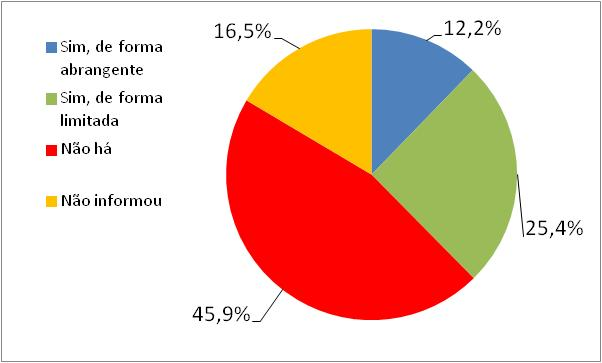 Sim, de forma
abrangente
Sim, de forma
limitada
Não há
Não informou
16,5%
12,2%
25,4%
45,9%